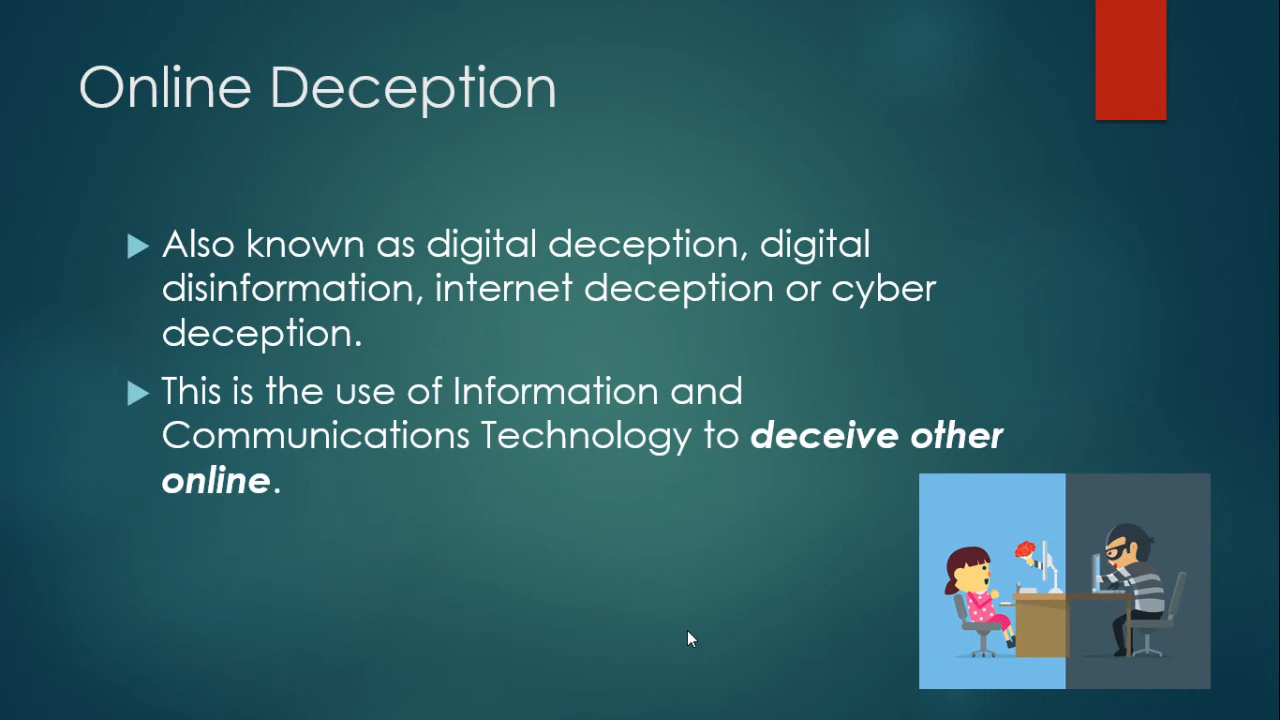 Online Deception
Also known as digital deception, digital
disinformation, internet deception or cyber
deception.
This is the use of Information and
Communications Technology to deceive other
online.